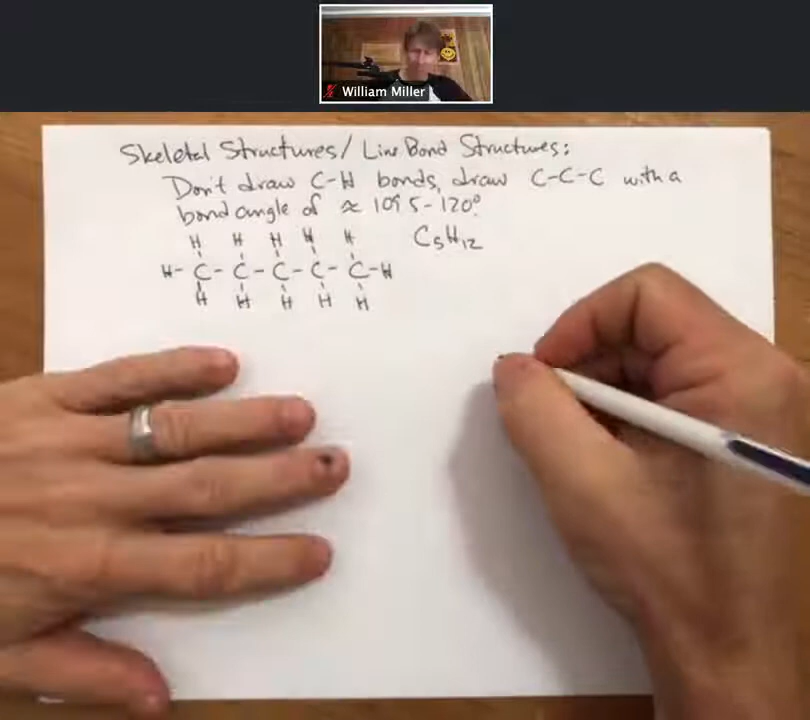 William Miller
Skeletal Structures/ Line Bond Structures:
Don't draw C-H bonds, draw C-C-C with a
bond angle of ≈ 109.5-120°.
H H H H H C5H12
H-C-C-C-C-C-H
H H H H H